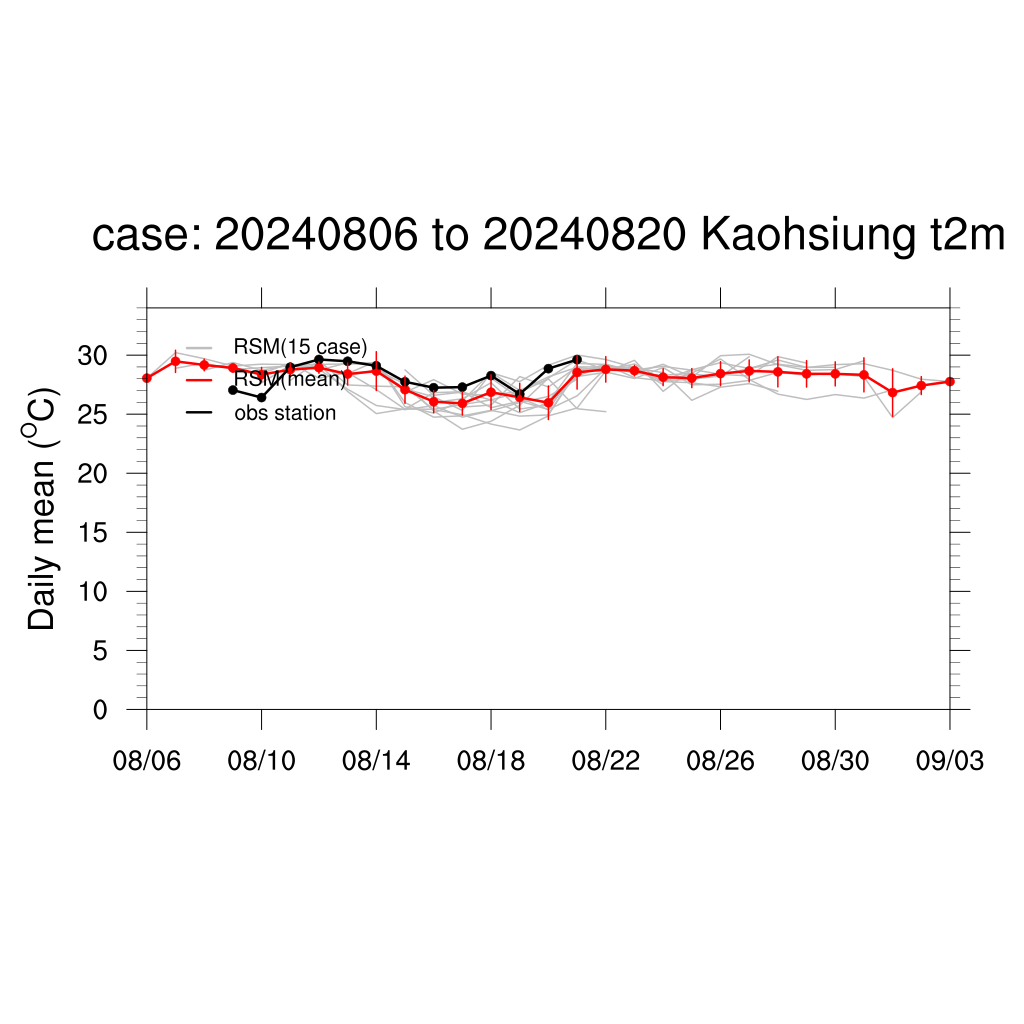 case: 20240806 to 20240820 Kaohsiung t2m
Daily mean (°C)
30
25
20
15
10
5
0
RSM(15 case)
RSM(mean)
obs station
08/06 08/10 08/14 08/18 08/22 08/26 08/30 09/03